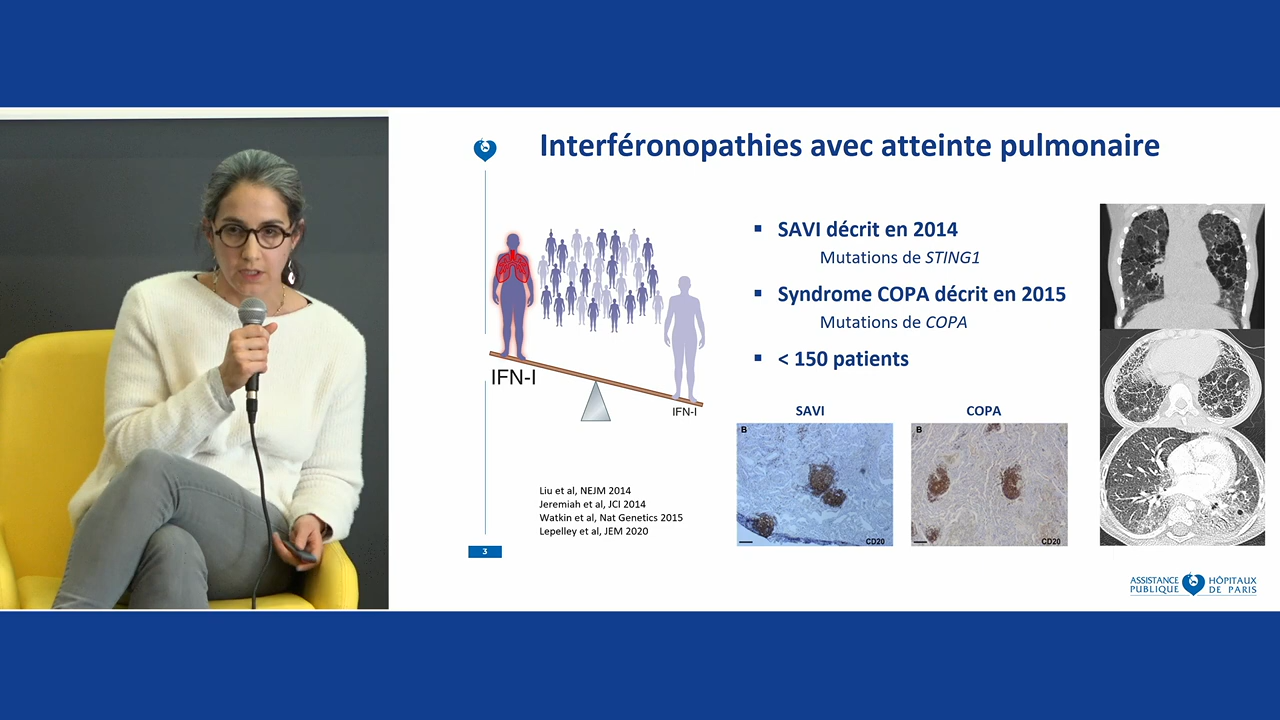 Interféronopathies avec atteinte pulmonaire
SAVI décrit en 2014
Mutations de STING1
Syndrome COPA décrit en 2015
Mutations de COPA
< 150 patients
IFN-I
IFN-I
SAVI
COPA
B
CD20
B
CD20
Liu et al, NEJM 2014
Jeremiah et al, JCI 2014
Watkin et al, Nat Genetics 2015
Lepelley et al, JEM 2020
3
ASSISTANCE HÔPITAUX
PUBLIQUE DE PARIS